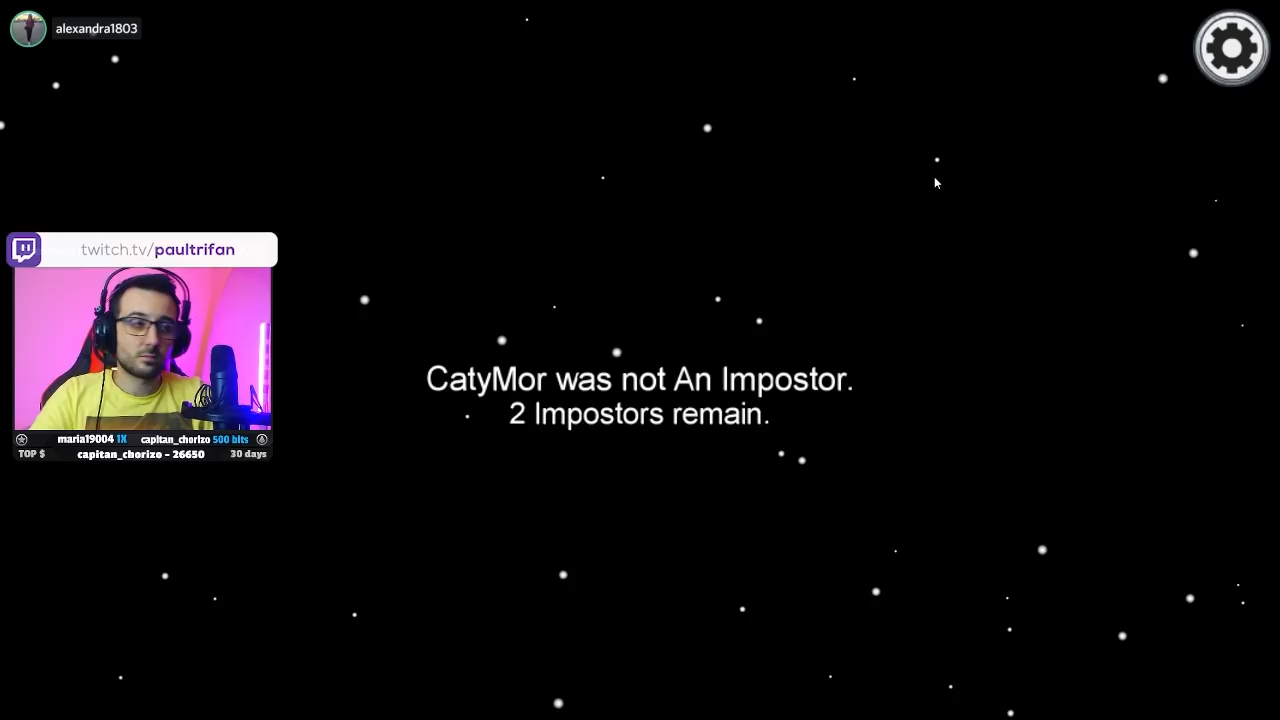 alexandra1803
twitch.tv/paultrifan
CatyMor was not An Impostor.
2 Impostors remain.
maria19004 1X capitan_chorizo 500 bits
TOP $ capitan_chorizo - 26650 30 days